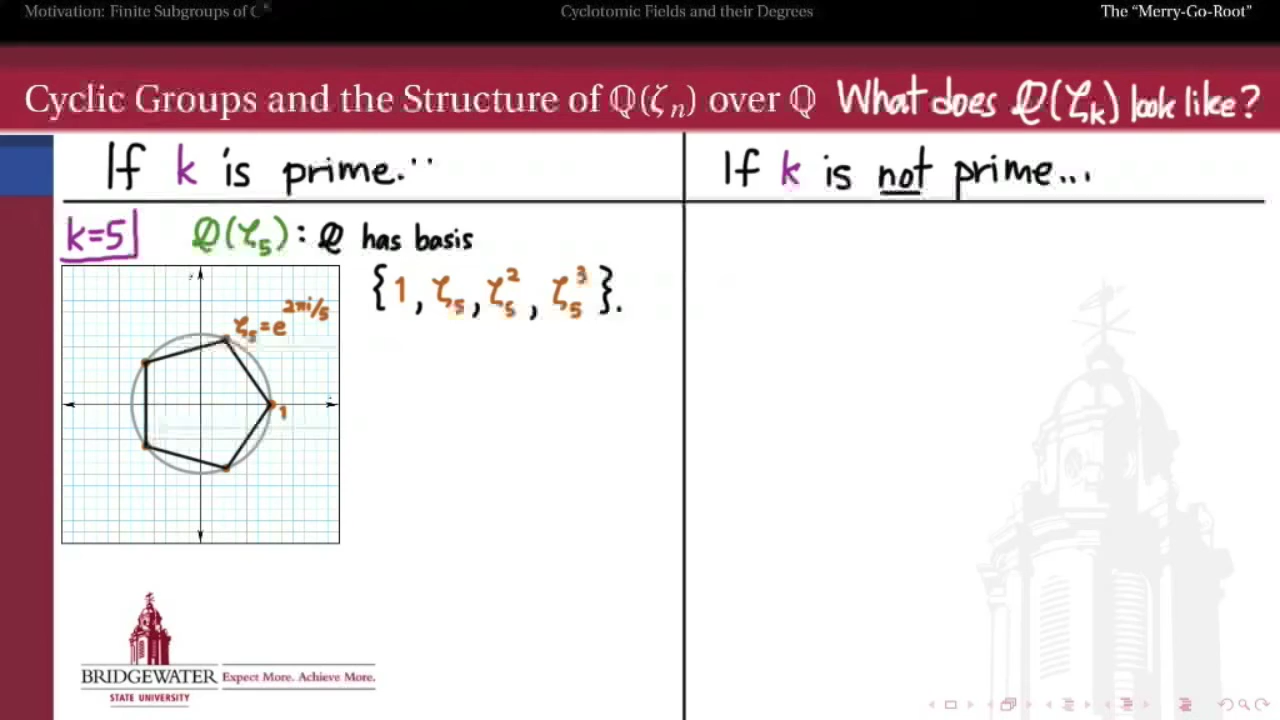 Motivation: Finite Subgroups of ℂ*
Cyclotomic Fields and their Degrees
The “Merry-Go-Root”
Cyclic Groups and the Structure of ℚ(ζₙ) over ℚ What does ℚ(ζₖ) look like?
If k is prime...
If k is not prime...
k=5
ℚ(ζ₅) : ℚ has basis
{1, ζ₅, ζ₅², ζ₅³}.
ζ₅ = e^{2πi/5}
1
BRIDGEWATER
STATE UNIVERSITY
Expect More. Achieve More.